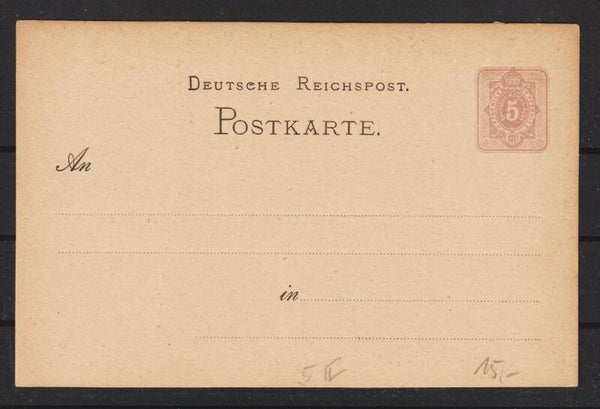 DEUTSCHE REICHSPOST.
POSTKARTE.
5
An
in
5 II
15,-